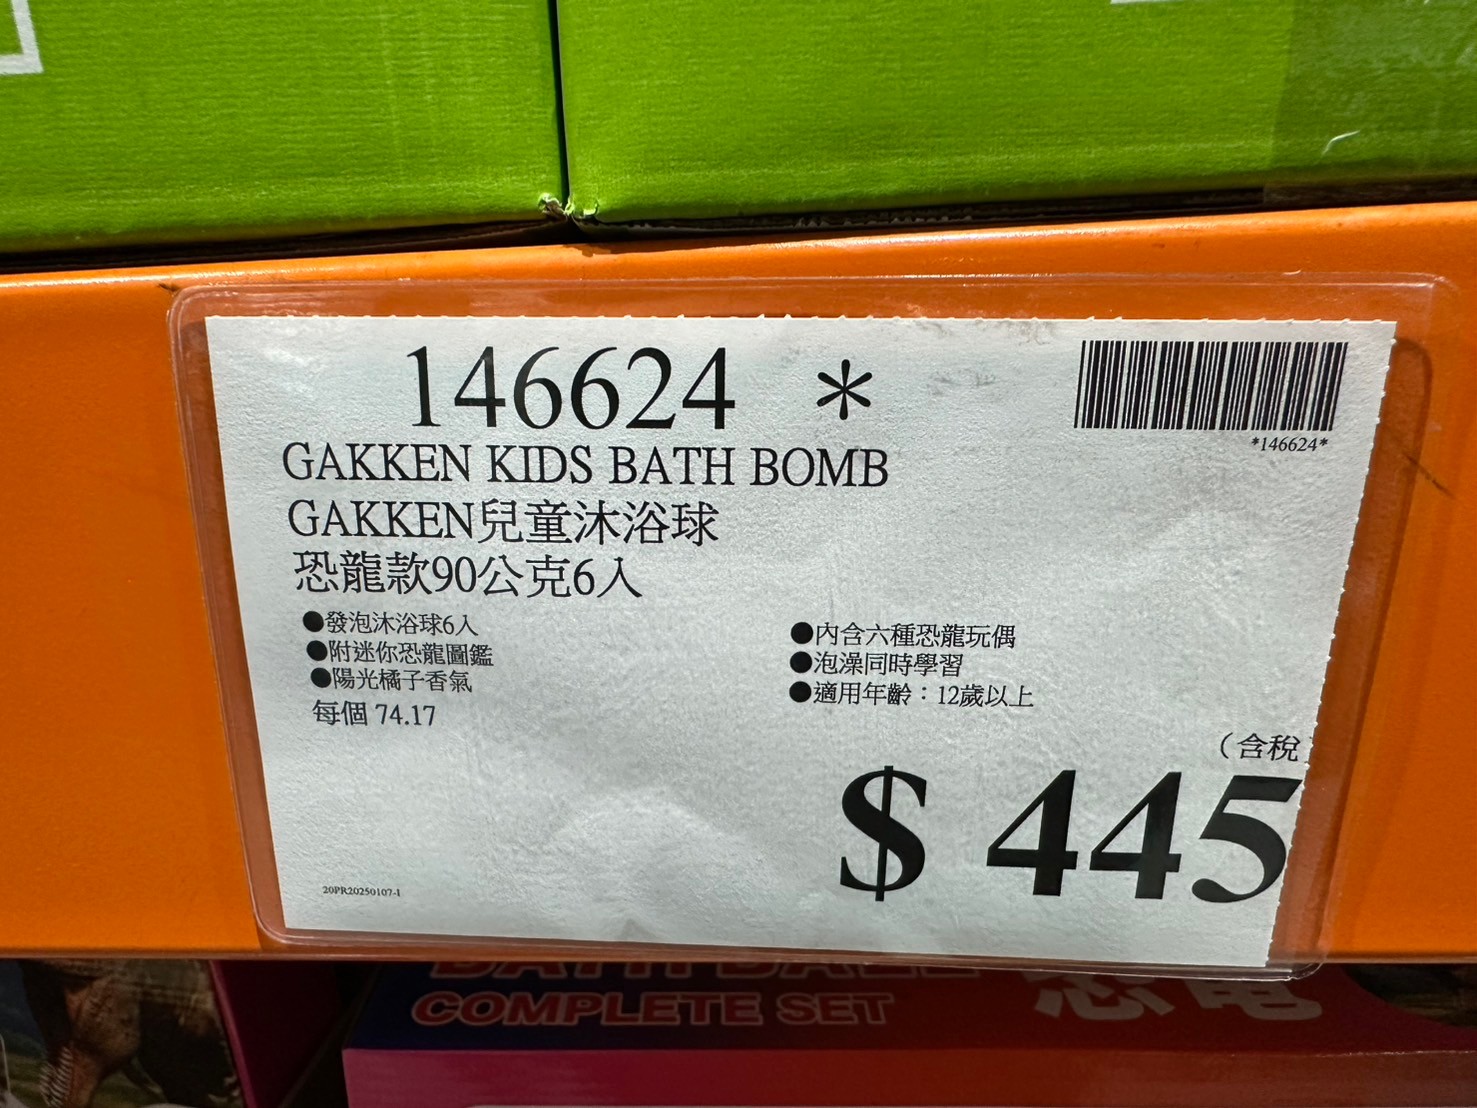 146624 *
*146624*
GAKKEN KIDS BATH BOMB
GAKKEN兒童沐浴球
恐龍款90公克6入
●發泡沐浴球6入
●附迷你恐龍圖鑑
●陽光橘子香氣
每個 74.17
●內含六種恐龍玩偶
●泡澡同時學習
●適用年齡：12歲以上
（含稅
$ 445
20PR20250107-1
BATH BALL
COMPLETE SET
恐竜